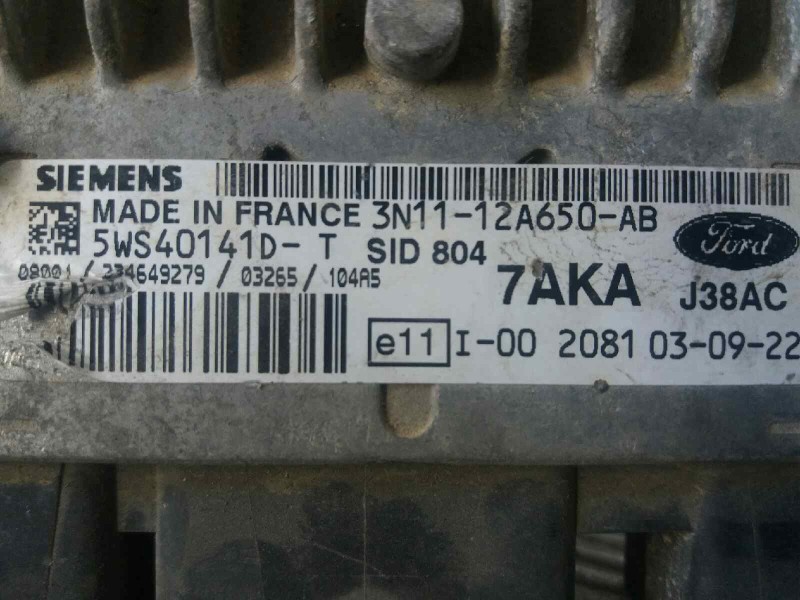 SIEMENS
MADE IN FRANCE 3N11-12A650-AB
5WS40141D-T SID 804
Ford
08001 / 234649279 / 03265 / 104A5
7AKA J38AC
e11 I-00 2081 03-09-22